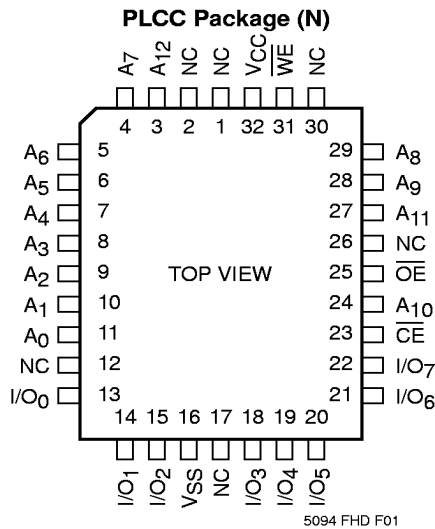 PLCC Package (N)
A7 A12 NC NC VCC W̅E̅ NC
4 3 2 1 32 31 30
A6 5 29 A8
A5 6 28 A9
A4 7 27 A11
A3 8 26 NC
A2 9 TOP VIEW 25 O̅E̅
A1 10 24 A10
A0 11 23 C̅E̅
NC 12 22 I/O7
I/O0 13 21 I/O6
14 15 16 17 18 19 20
I/O1 I/O2 VSS NC I/O3 I/O4 I/O5
5094 FHD F01